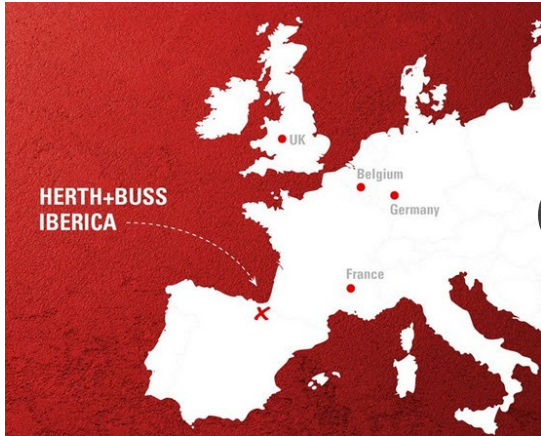 UK
Belgium
Germany
HERTH+BUSS
IBERICA
France